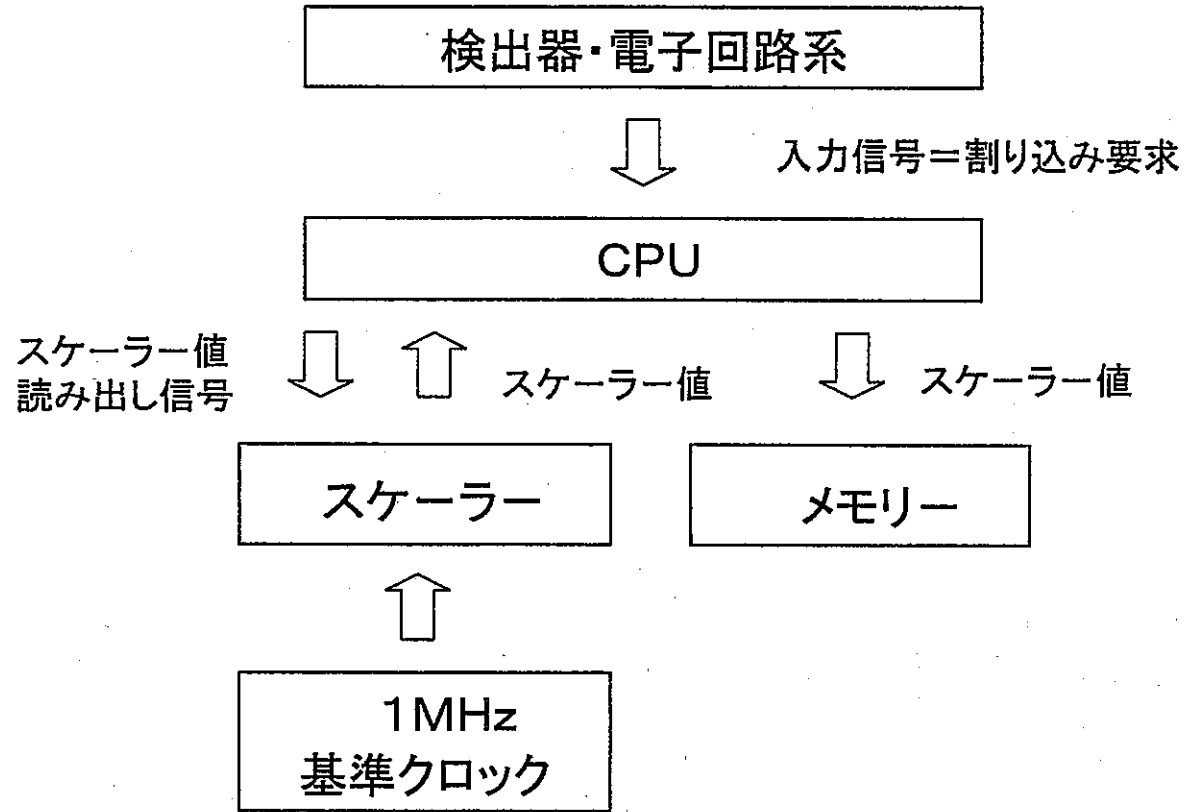 検出器・電子回路系
入力信号＝割り込み要求
CPU
スケーラー値
読み出し信号
スケーラー値
スケーラー値
スケーラー
メモリー
1MHz
基準クロック